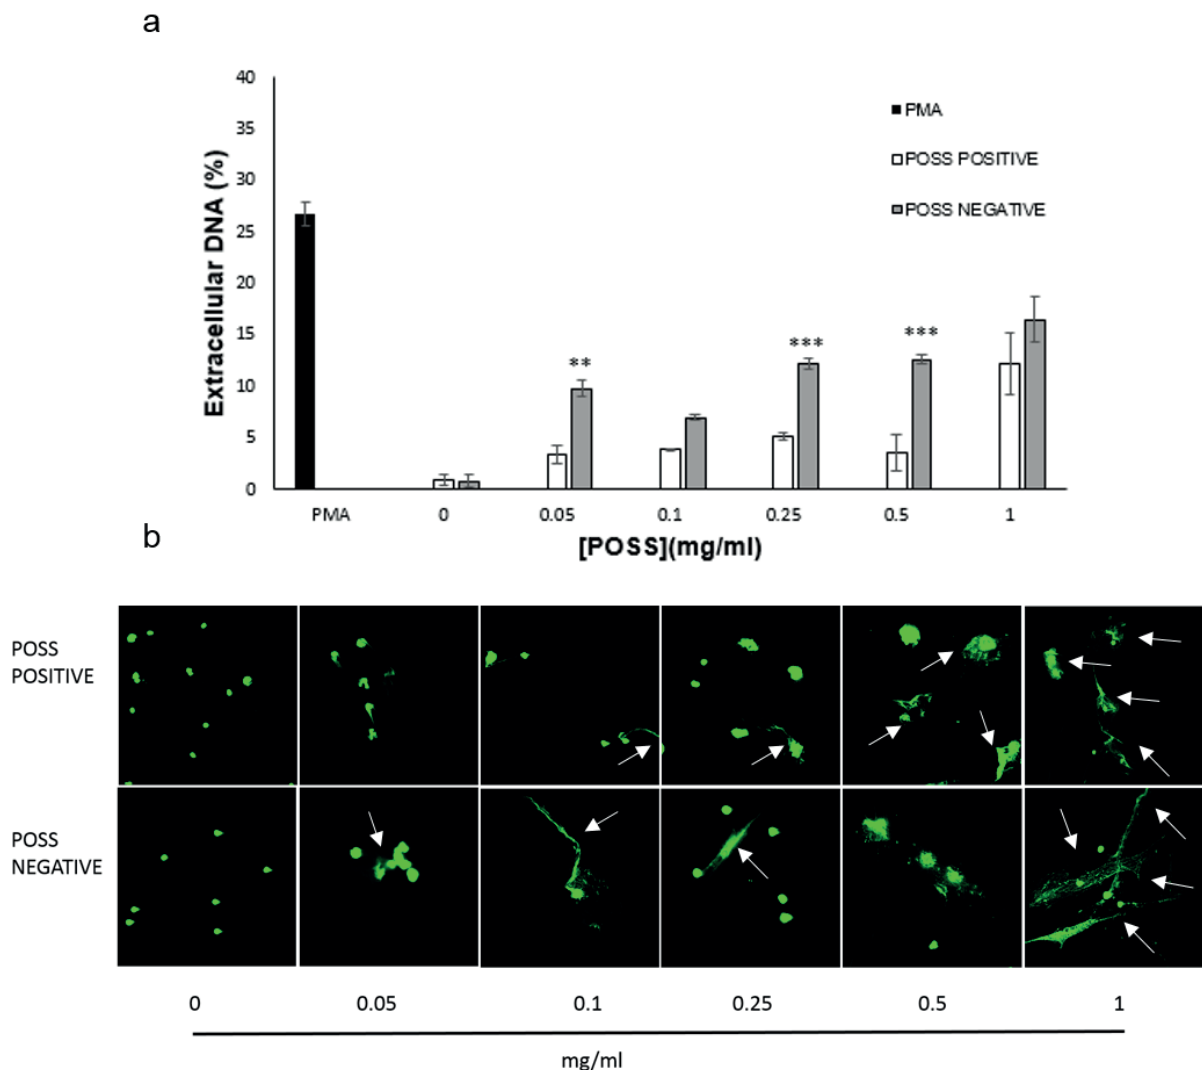 a
40
35
30
25
20
15
10
5
0
Extracellular DNA (%)
PMA
POSS POSITIVE
POSS NEGATIVE
** *** ***
PMA 0 0.05 0.1 0.25 0.5 1
[POSS](mg/ml)
b
POSS
POSITIVE
POSS
NEGATIVE
0 0.05 0.1 0.25 0.5 1
mg/ml